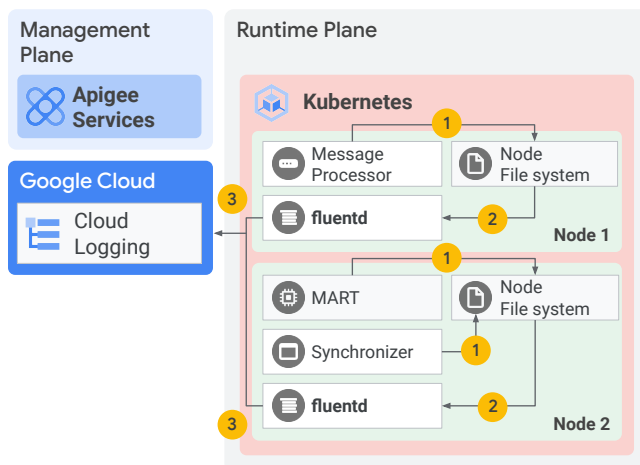 Management
Plane
Apigee
Services
Google Cloud
Cloud
Logging
Runtime Plane
Kubernetes
1
Message
Processor
Node
File system
3
fluentd
2
Node 1
1
MART
Node
File system
Synchronizer
1
fluentd
2
3
Node 2